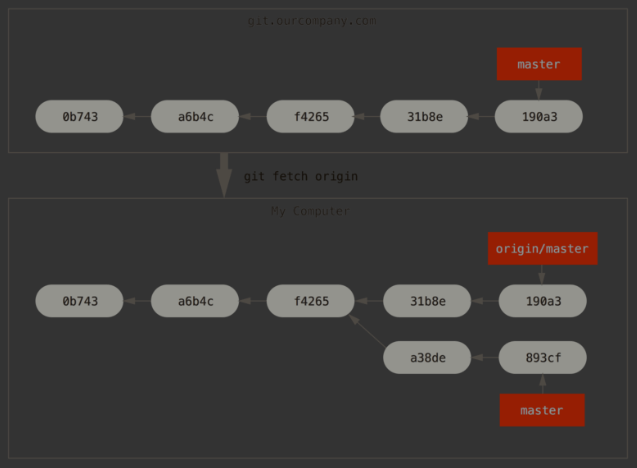 git.ourcompany.com
master
0b743 a6b4c f4265 31b8e 190a3
git fetch origin
My Computer
origin/master
0b743 a6b4c f4265 31b8e 190a3
a38de 893cf
master